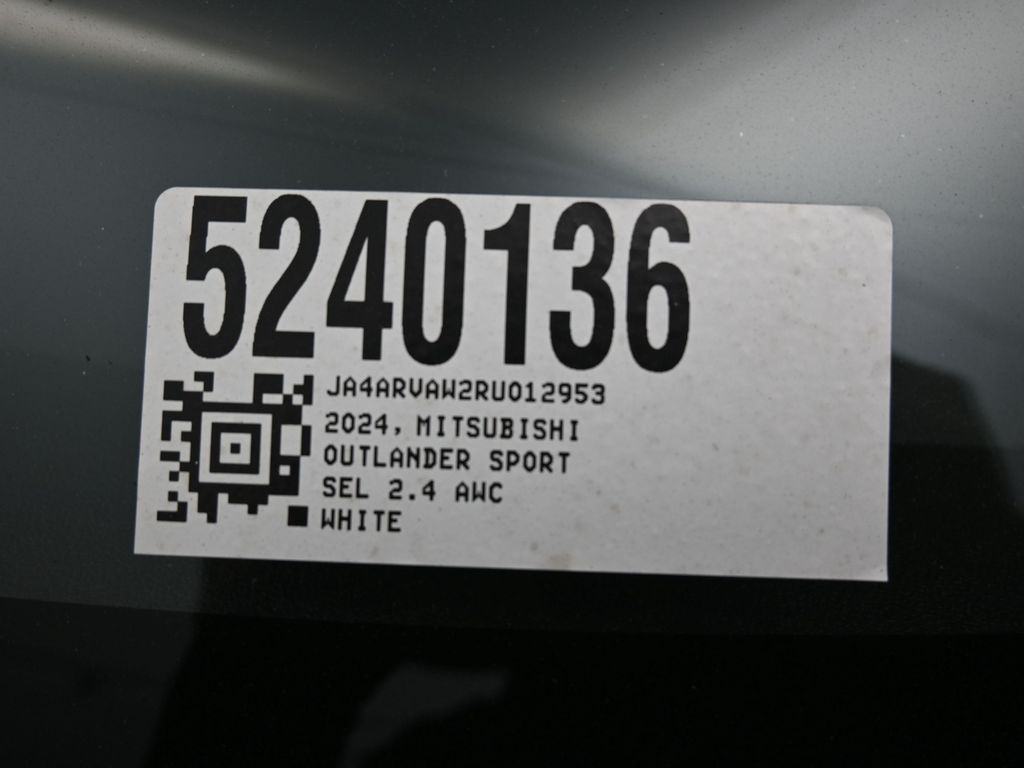 5240136
JA4ARVAW2RU012953
2024, MITSUBISHI
OUTLANDER SPORT
SEL 2.4 AWC
WHITE